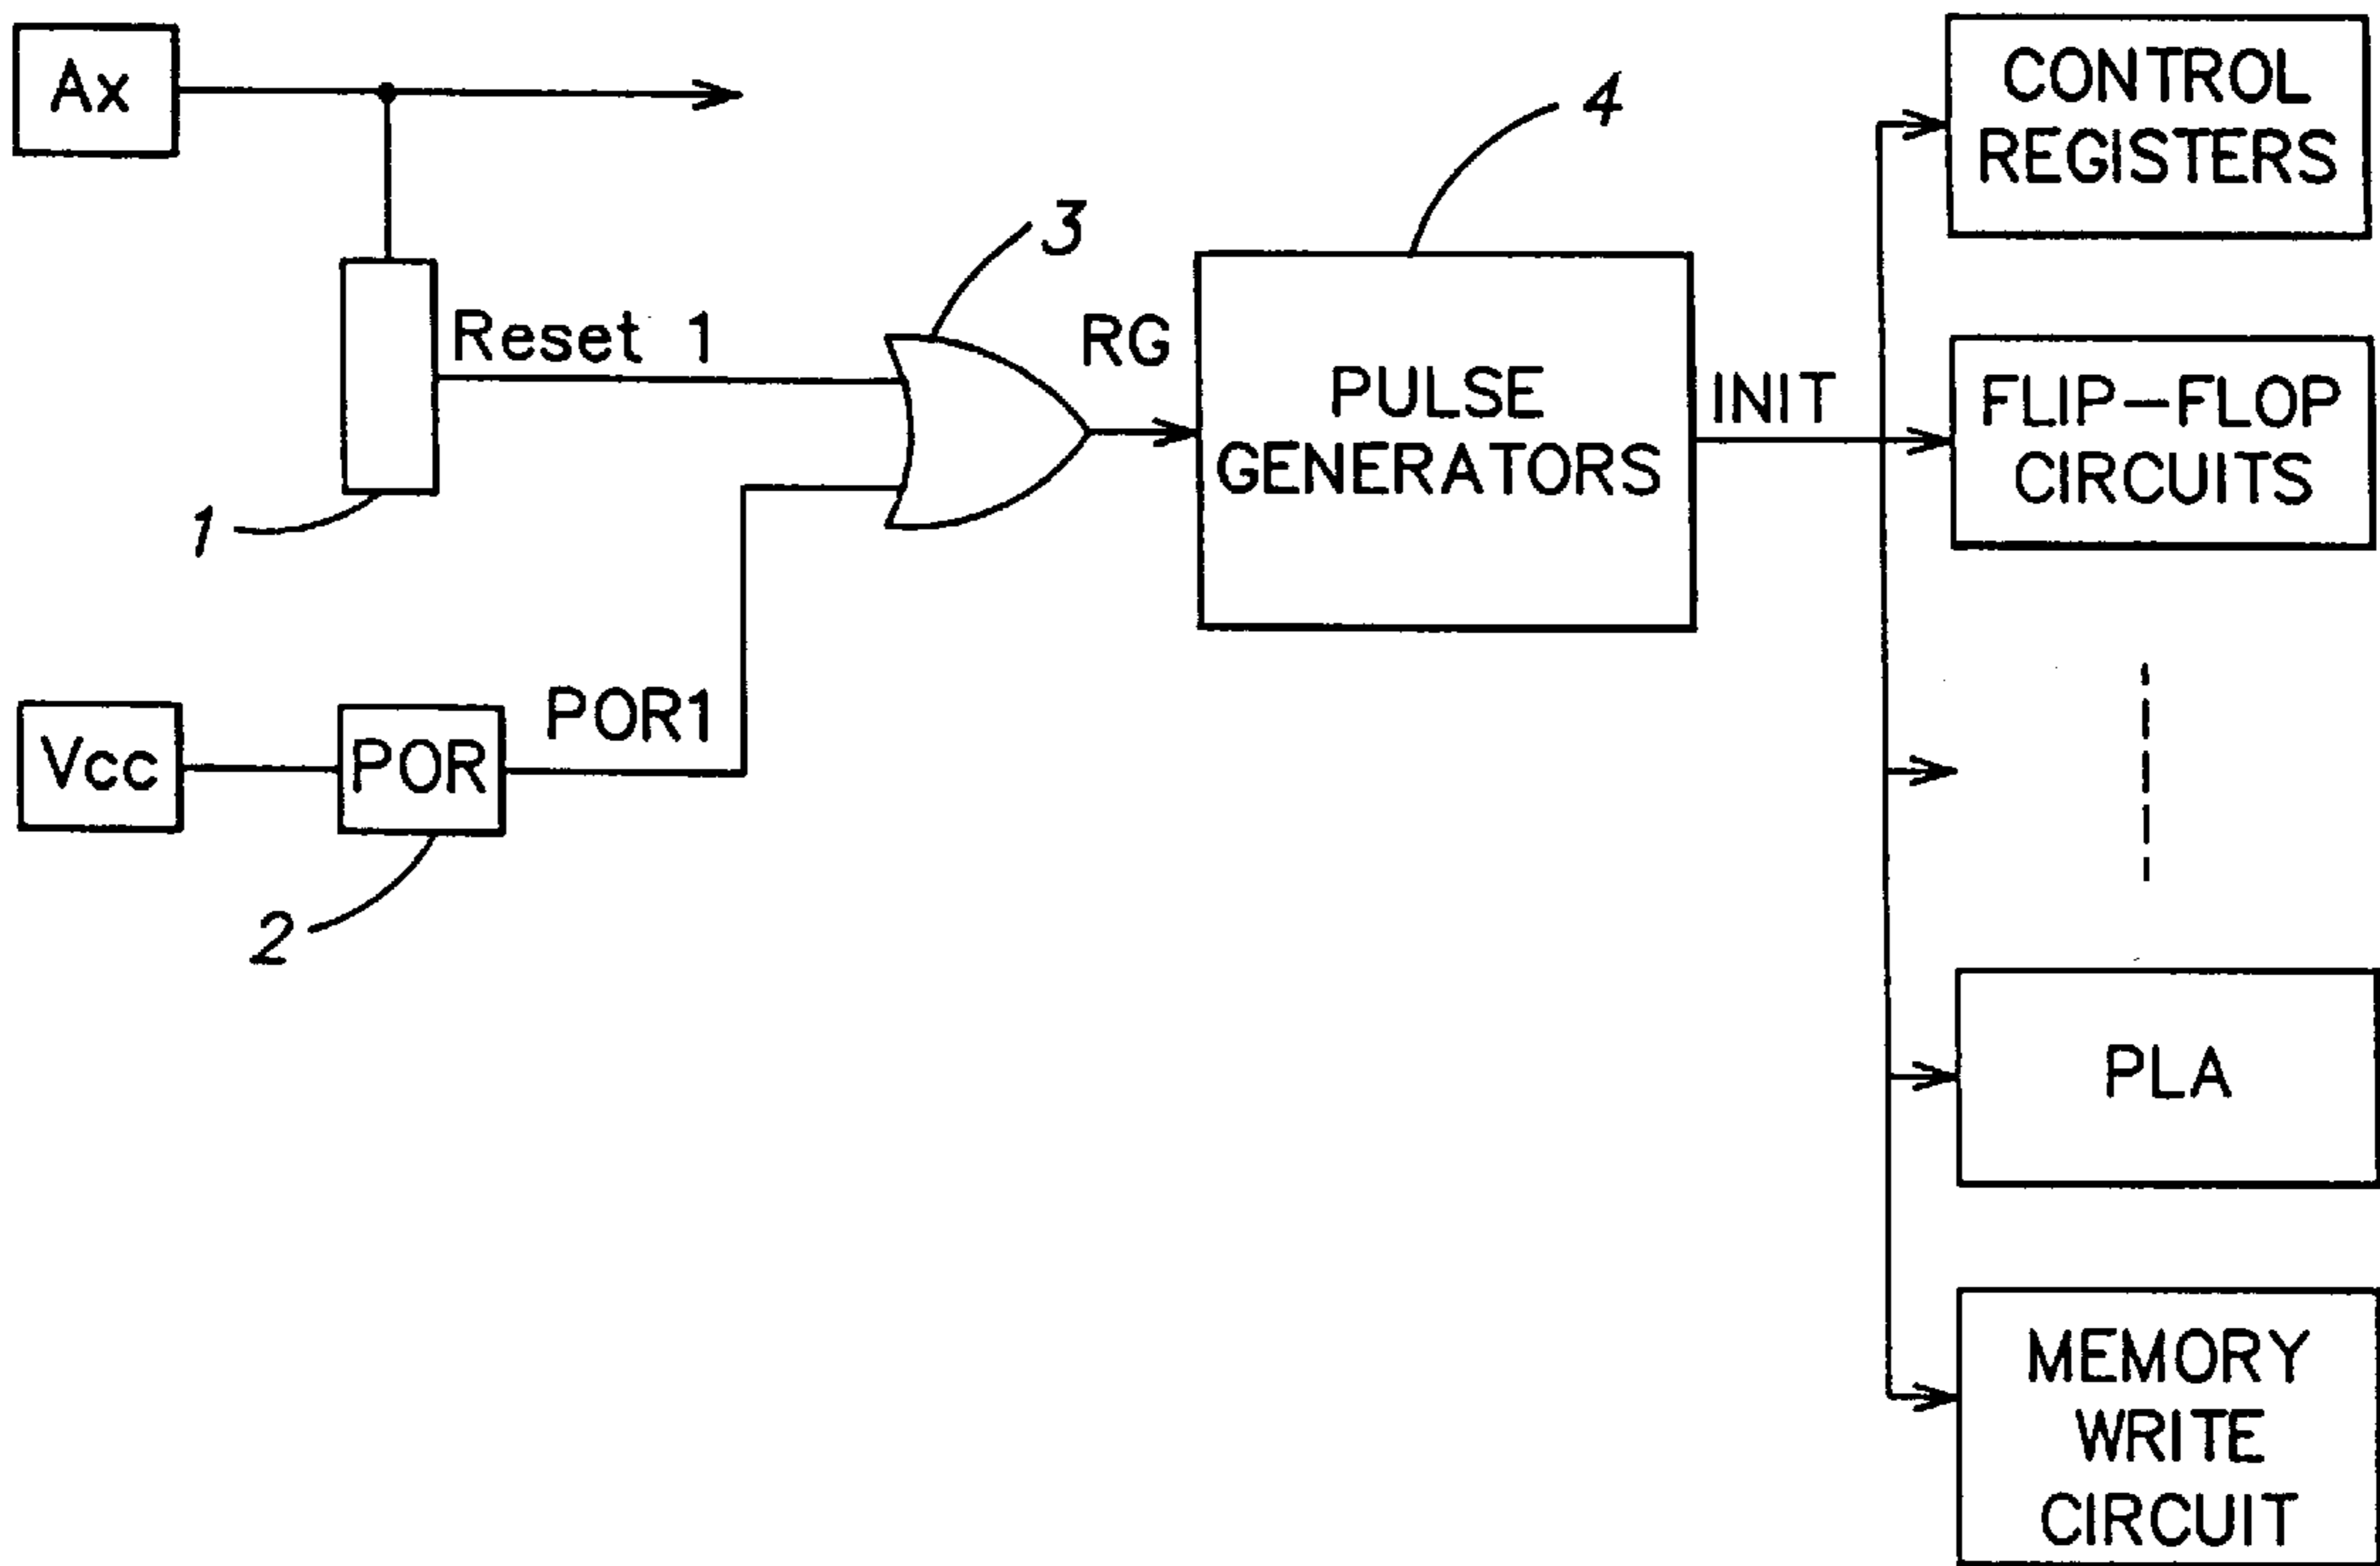 Ax
CONTROL
REGISTERS
4
3
Reset 1
RG
PULSE
GENERATORS
INIT
FLIP-FLOP
CIRCUITS
1
Vcc
POR
POR1
2
PLA
MEMORY
WRITE
CIRCUIT